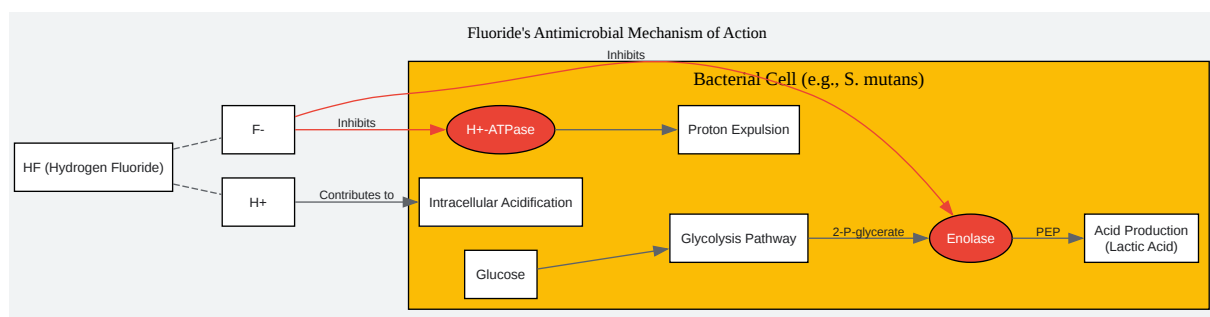 Fluoride's Antimicrobial Mechanism of Action
Inhibits
Bacterial Cell (e.g., S. mutans)
F-
Inhibits
H+-ATPase
Proton Expulsion
HF (Hydrogen Fluoride)
H+
Contributes to
Intracellular Acidification
Glycolysis Pathway
2-P-glycerate
Enolase
PEP
Acid Production
(Lactic Acid)
Glucose